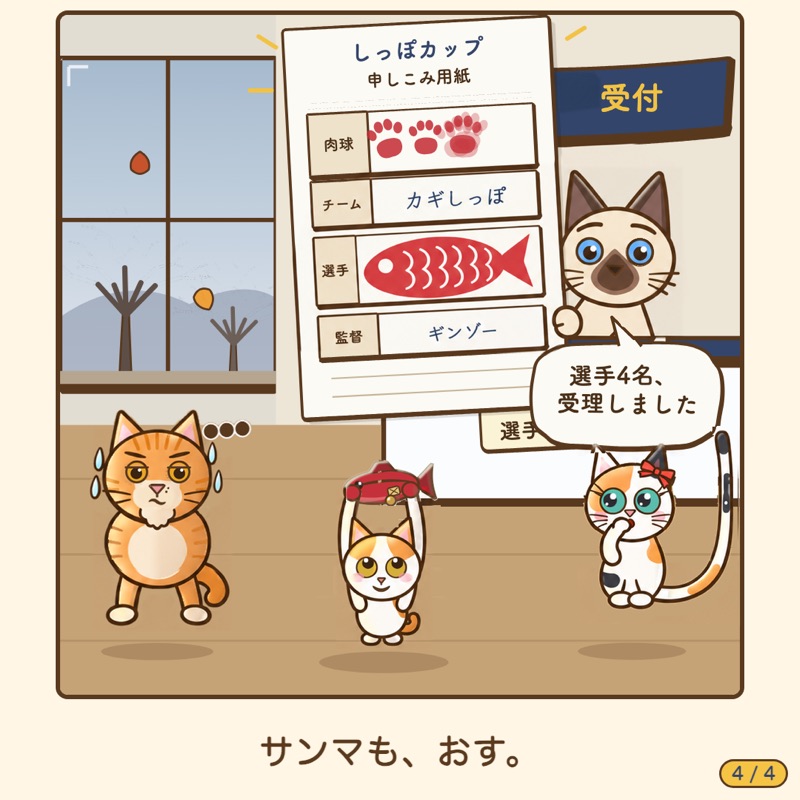 しっぽカップ
申しこみ用紙
受付
肉球
チーム
カギしっぽ
選手
監督
ギンゾー
選手4名、
受理しました
選手
サンマも、おす。
4 / 4